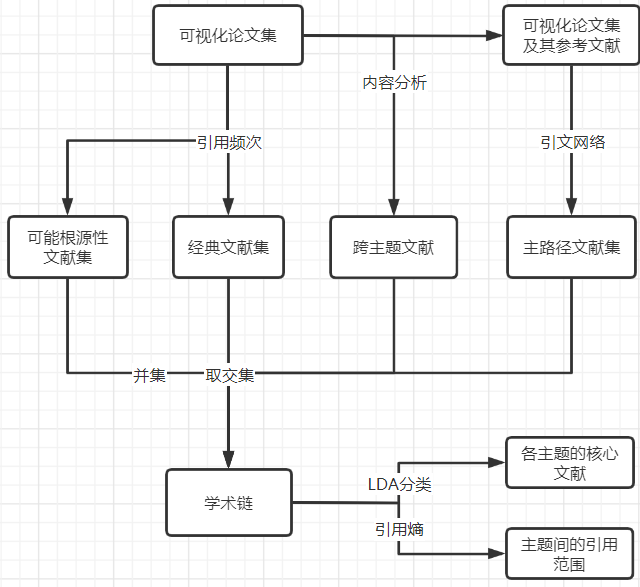 可视化论文集
可视化论文集
及其参考文献
内容分析
引用频次
引文网络
可能根源性
文献集
经典文献集
跨主题文献
主路径文献集
并集
取交集
各主题的核心
文献
LDA分类
学术链
引用熵
主题间的引用
范围